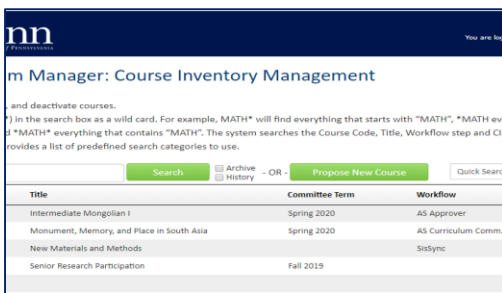 nn
of PENNSYLVANIA
You are log
m Manager: Course Inventory Management
, and deactivate courses.
*) in the search box as a wild card. For example, MATH* will find everything that starts with "MATH", *MATH ev
d *MATH* everything that contains "MATH". The system searches the Course Code, Title, Workflow step and CI
rovides a list of predefined search categories to use.
Search Archive History - OR - Propose New Course Quick Searc
Title Committee Term Workflow
Intermediate Mongolian I Spring 2020 AS Approver
Monument, Memory, and Place in South Asia Spring 2020 AS Curriculum Comm.
New Materials and Methods SisSync
Senior Research Participation Fall 2019